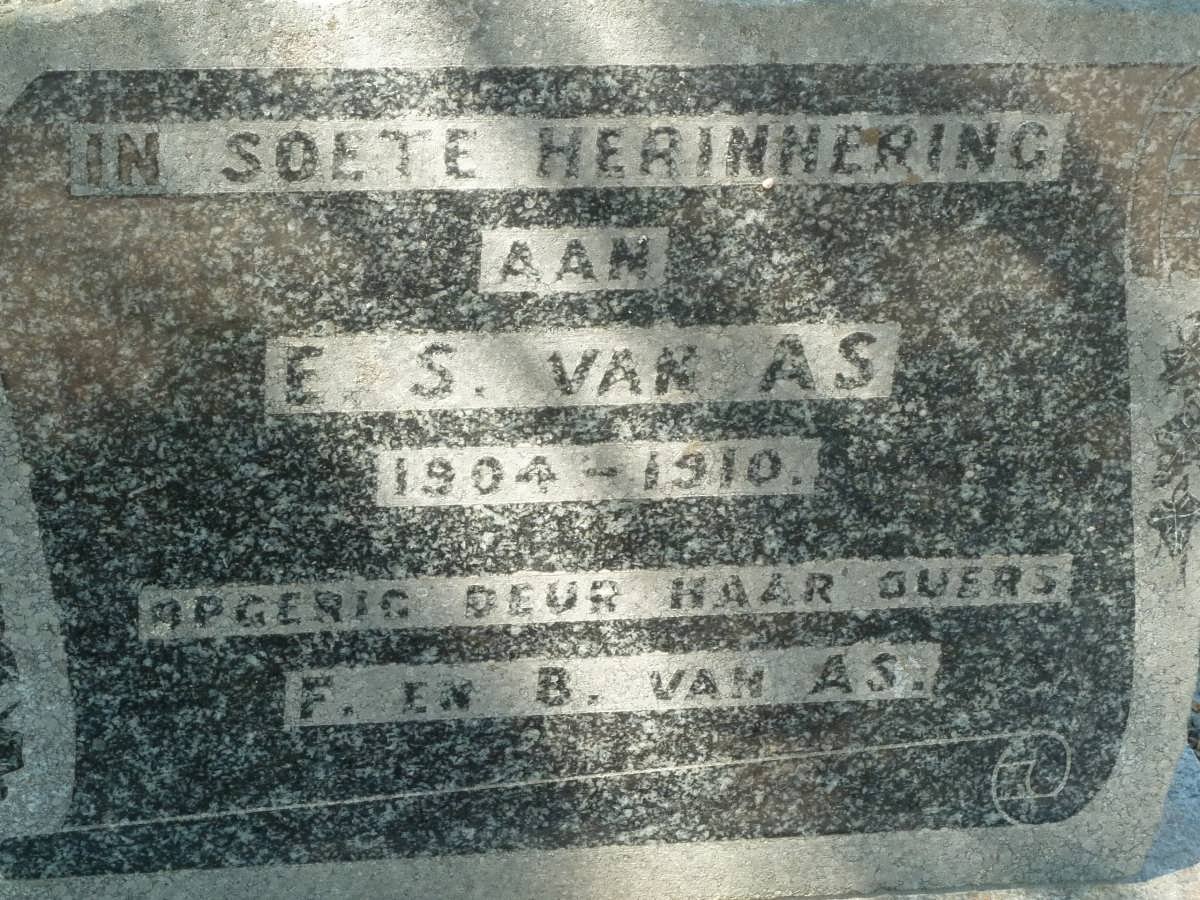 IN SOETE HERINNERING
AAN
E. S. VAN AS
1904 - 1910.
OPGERIG DEUR HAAR OUERS
F. EN B. VAN AS.